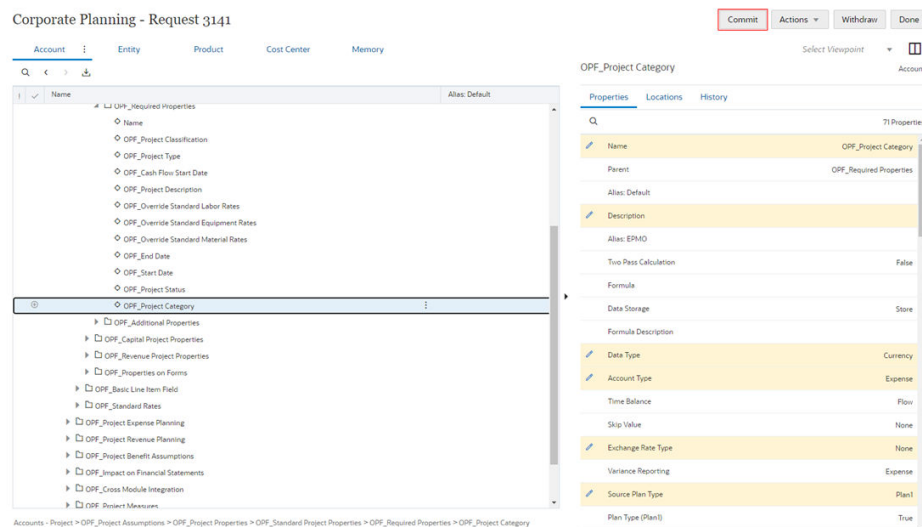 Corporate Planning - Request 3141
Commit Actions Withdraw Done
Account Entity Product Cost Center Memory
Select Viewpoint
OPF_Project Category
Account
Name Alias: Default
OPF_Required Properties
Name
OPF_Project Classification
OPF_Project Type
OPF_Cash Flow Start Date
OPF_Project Description
OPF_Override Standard Labor Rates
OPF_Override Standard Equipment Rates
OPF_Override Standard Material Rates
OPF_End Date
OPF_Start Date
OPF_Project Status
OPF_Project Category
OPF_Additional Properties
OPF_Capital Project Properties
OPF_Revenue Project Properties
OPF_Properties on Forms
OPF_Basic Line Item Field
OPF_Standard Rates
OPF_Project Expense Planning
OPF_Project Revenue Planning
OPF_Project Benefit Assumptions
OPF_Impact on Financial Statements
OPF_Cross Module Integration
OPF_Project Measures
Accounts - Project > OPF_Project Assumptions > OPF_Project Properties > OPF_Standard Project Properties > OPF_Required Properties > OPF_Project Category
Properties Locations History
71 Propertie
Name OPF_Project Category
Parent OPF_Required Properties
Alias: Default
Description
Alias: EPMO
Two Pass Calculation False
Formula
Data Storage Store
Formula Description
Data Type Currency
Account Type Expense
Time Balance Flow
Skip Value None
Exchange Rate Type None
Variance Reporting Expense
Source Plan Type Plan1
Plan Type (Plan1) True